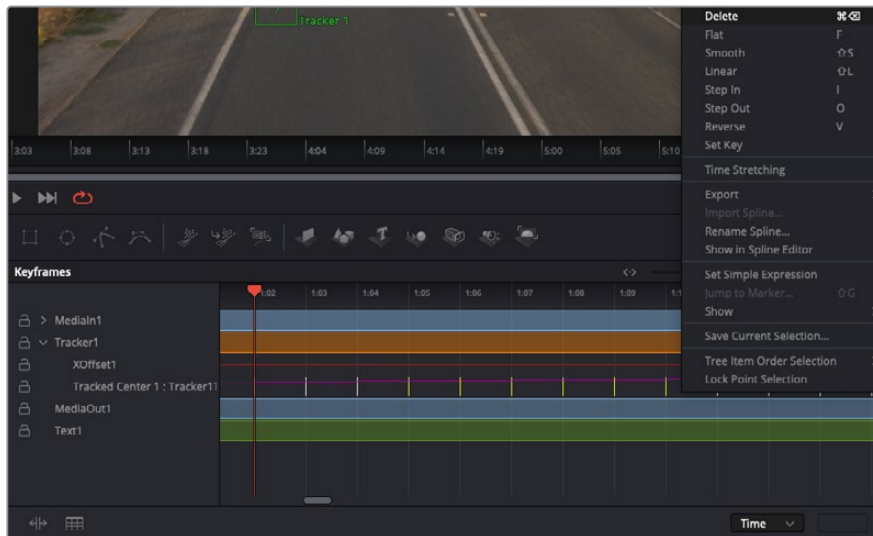 Tracker 1
Delete ⌘⌫
Flat F
Smooth ⇧S
Linear ⇧L
Step In I
Step Out O
Reverse V
Set Key
Time Stretching
Export
Import Spline...
Rename Spline...
Show in Spline Editor
Set Simple Expression
Jump to Marker... ⇧G
Show
Save Current Selection...
Tree Item Order Selection
Lock Point Selection
3:03 3:08 3:13 3:18 3:23 4:04 4:09 4:14 4:19 5:00 5:05 5:10
T
Keyframes
1:02 1:03 1:04 1:05 1:06 1:07 1:08 1:09
MediaIn1
Tracker1
XOffset1
Tracked Center 1 : Tracker1
MediaOut1
Text1
Time